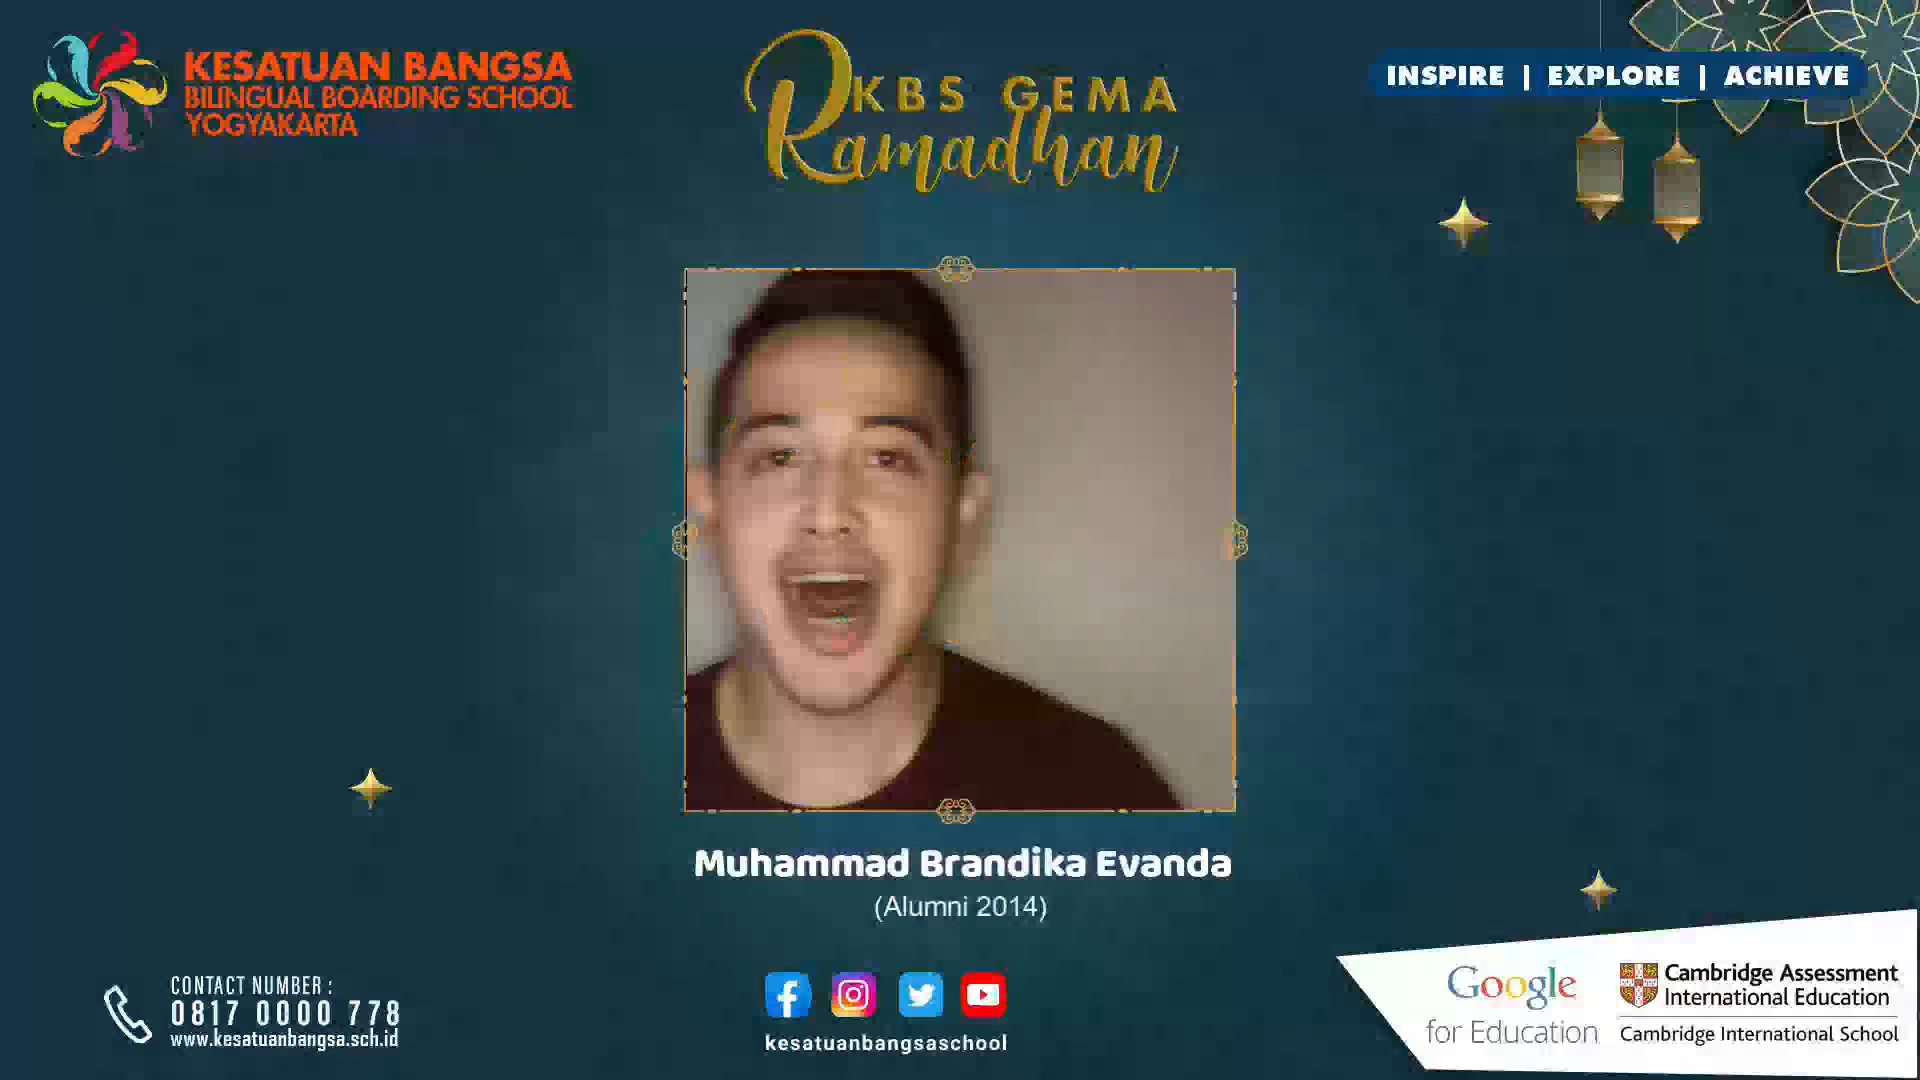 KESATUAN BANGSA
BILINGUAL BOARDING SCHOOL
YOGYAKARTA
KBS GEMA
Ramadhan
INSPIRE | EXPLORE | ACHIEVE
Muhammad Brandika Evanda
(Alumni 2014)
CONTACT NUMBER :
0817 0000 778
www.kesatuanbangsa.sch.id
kesatuanbangsaschool
Google
for Education
Cambridge Assessment
International Education
Cambridge International School